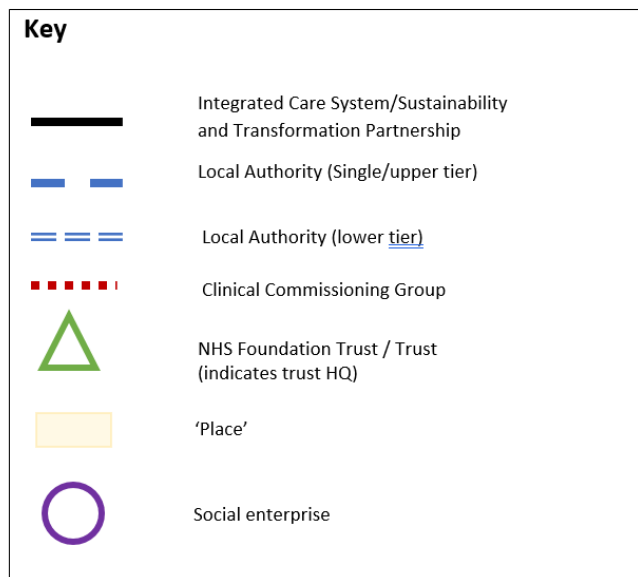 Key
Integrated Care System/Sustainability
and Transformation Partnership
Local Authority (Single/upper tier)
Local Authority (lower tier)
Clinical Commissioning Group
NHS Foundation Trust / Trust
(indicates trust HQ)
‘Place’
Social enterprise